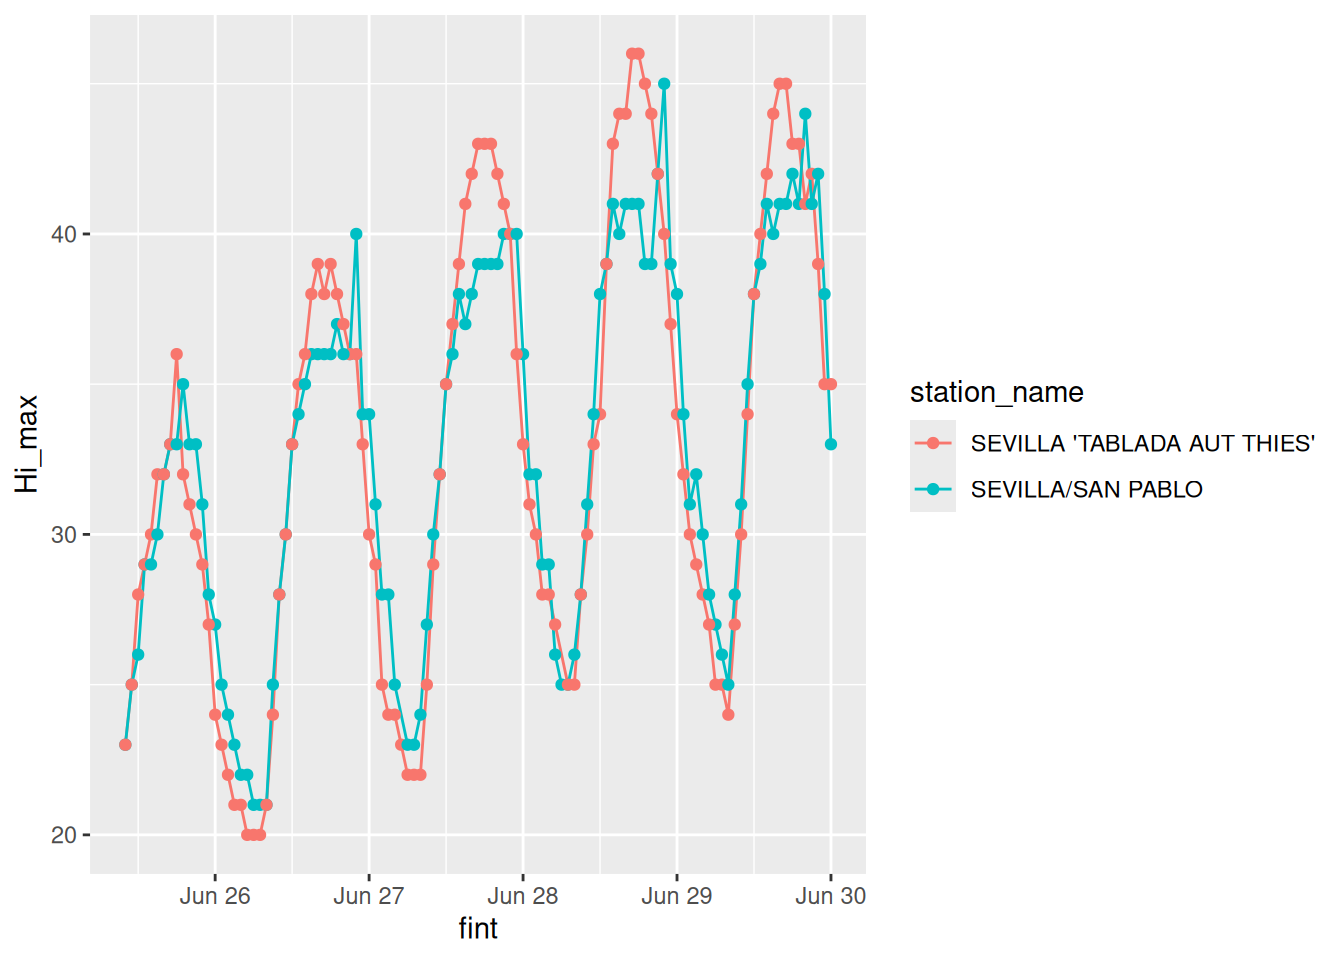 Hi_max
40
30
20
Jun 26
Jun 27
Jun 28
Jun 29
Jun 30
fint
station_name
SEVILLA 'TABLADA AUT THIES'
SEVILLA/SAN PABLO